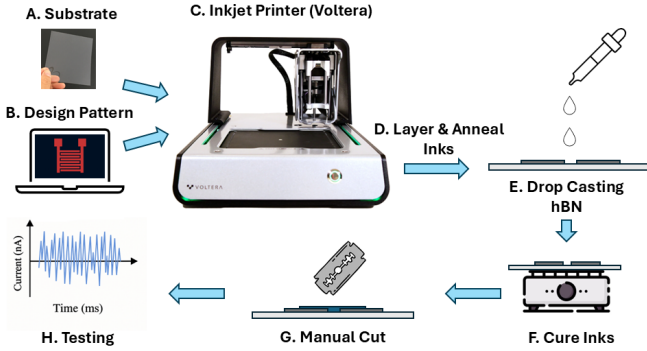 A. Substrate
C. Inkjet Printer (Voltera)
B. Design Pattern
D. Layer & Anneal
Inks
VOLTERA
E. Drop Casting
hBN
Current (nA)
Time (ms)
H. Testing
G. Manual Cut
F. Cure Inks